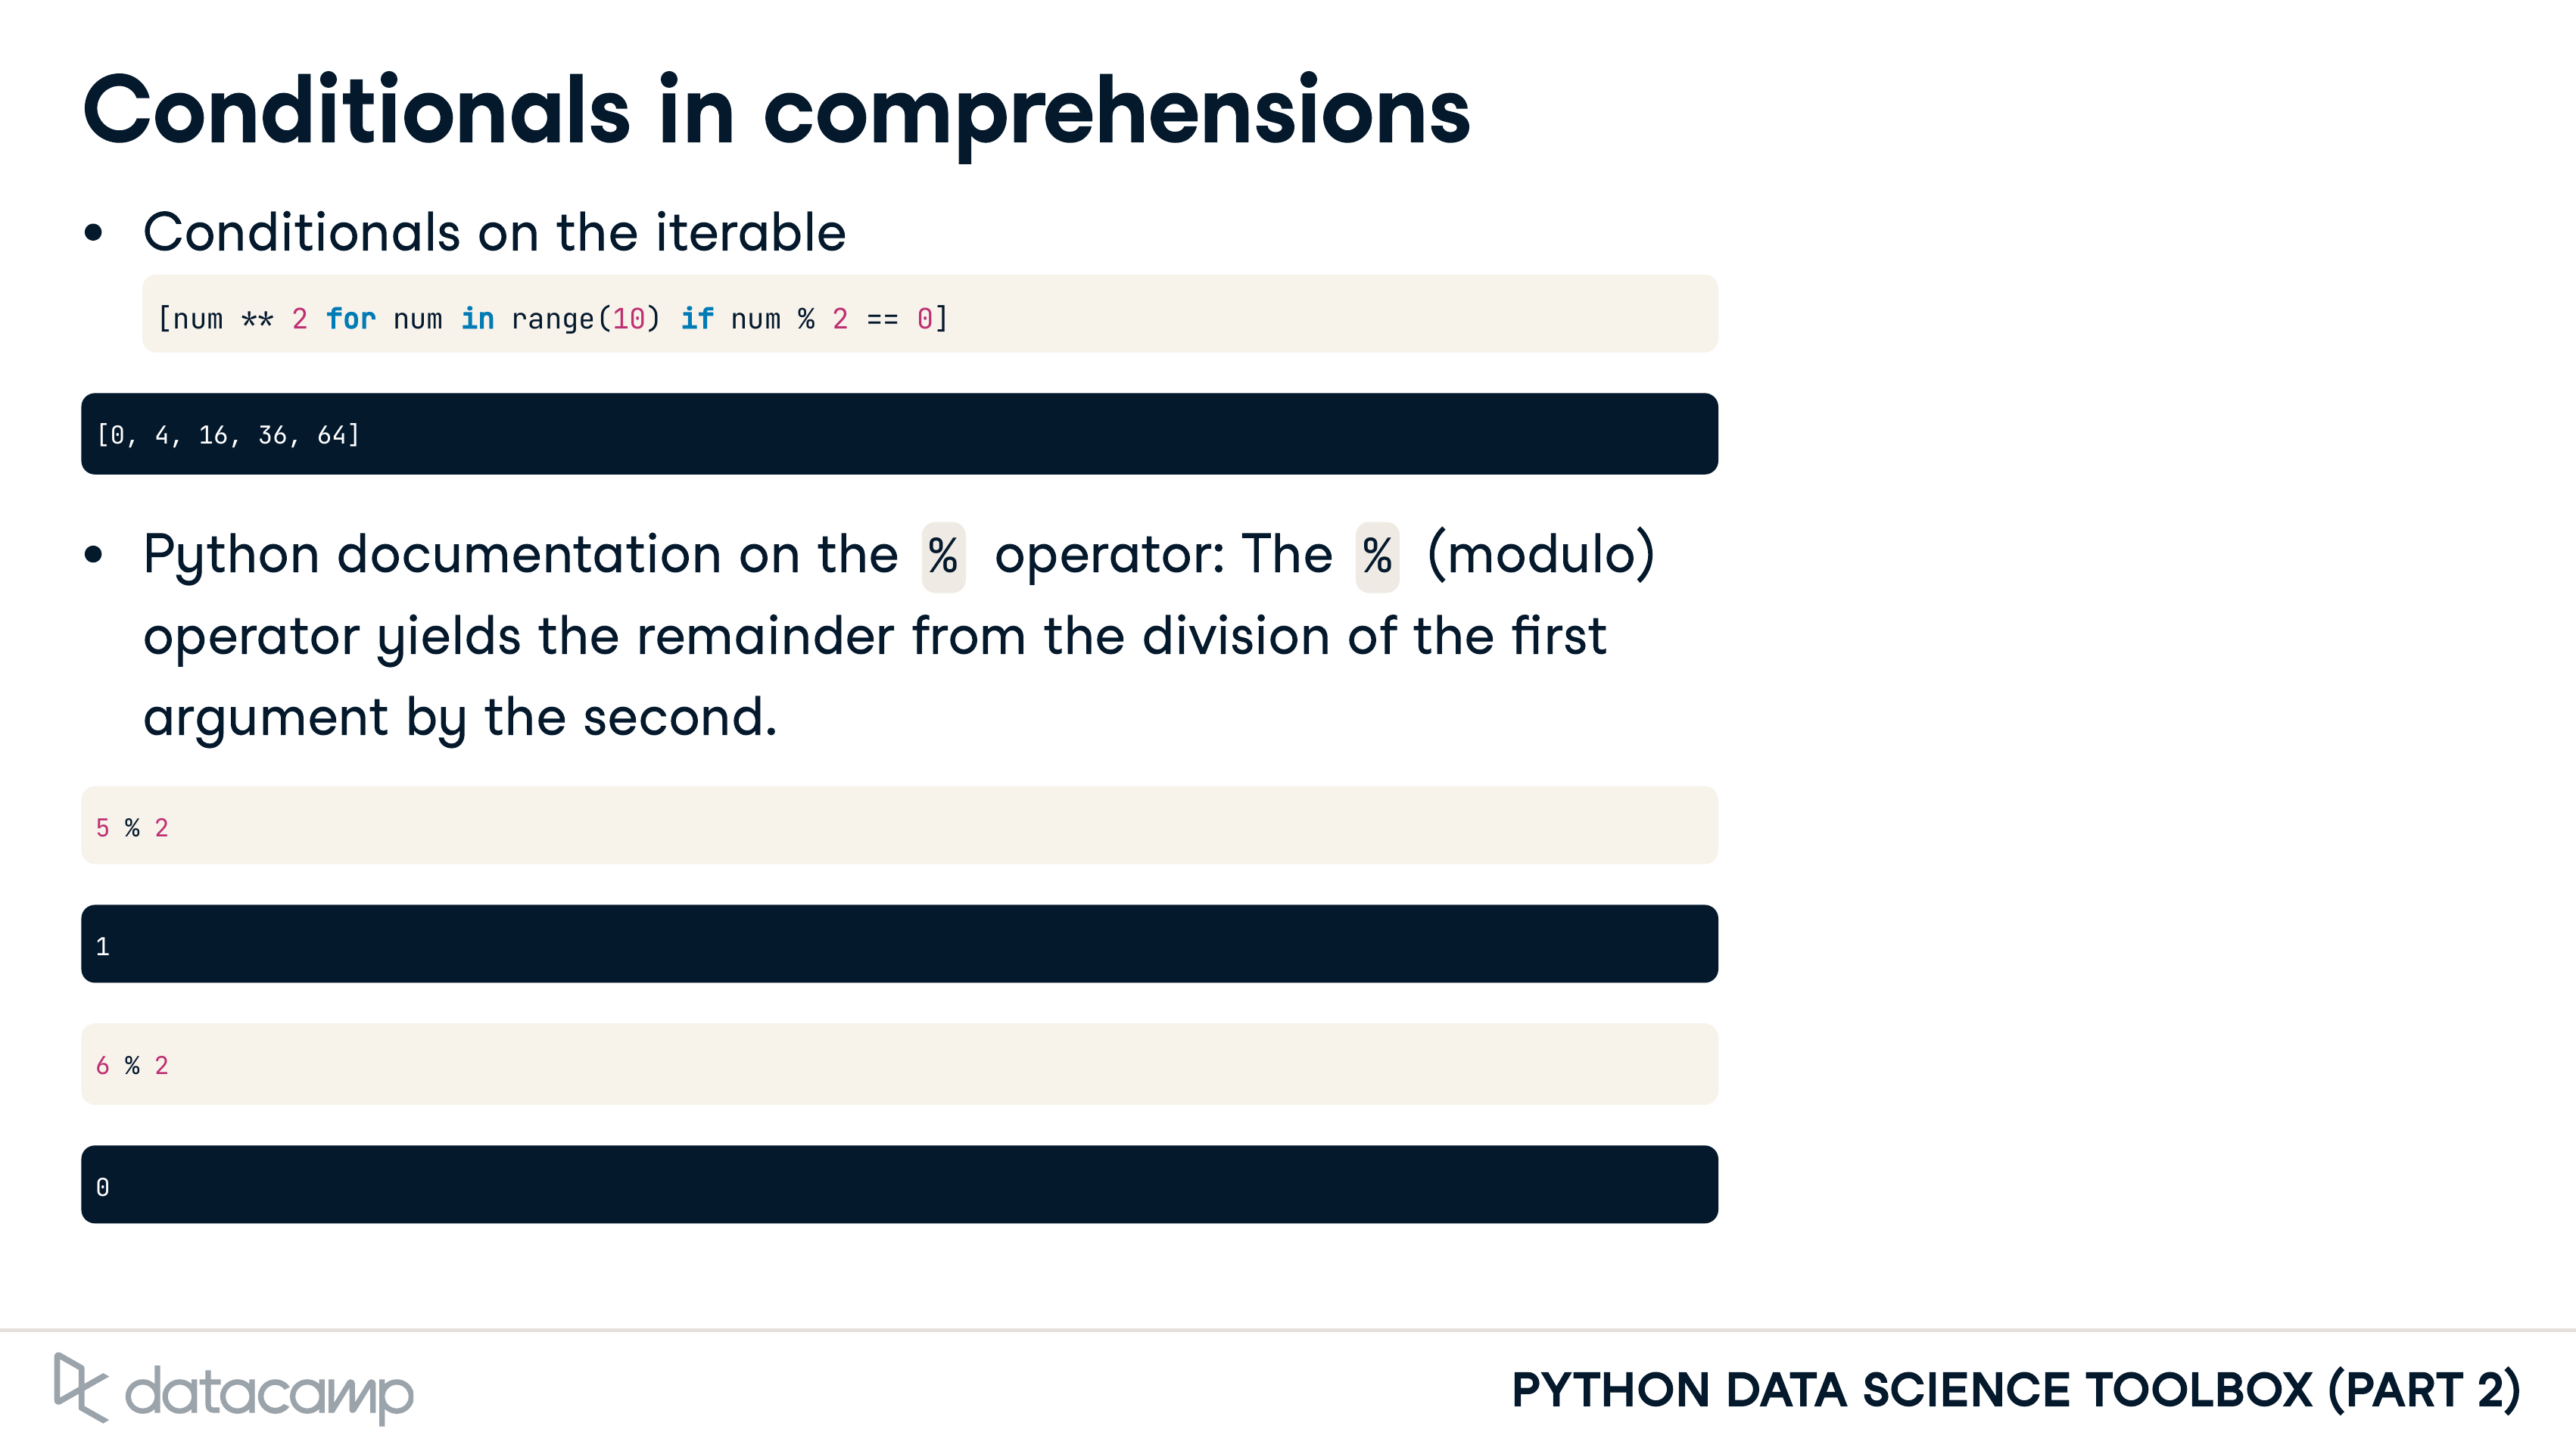 Conditionals in comprehensions
• Conditionals on the iterable
[num ** 2 for num in range(10) if num % 2 == 0]
[0, 4, 16, 36, 64]
• Python documentation on the % operator: The % (modulo)
operator yields the remainder from the division of the first
argument by the second.
5 % 2
1
6 % 2
0
datacamp
PYTHON DATA SCIENCE TOOLBOX (PART 2)